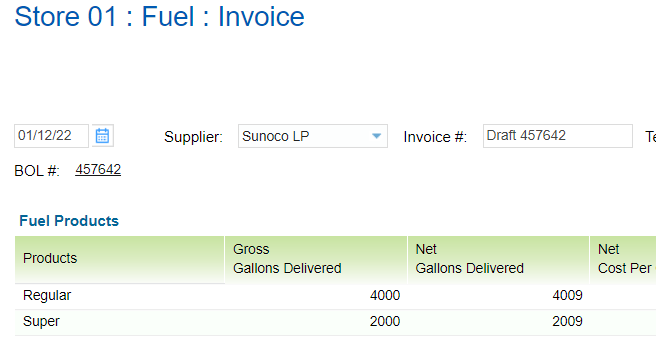 Store 01 : Fuel : Invoice
01/12/22 Supplier: Sunoco LP Invoice #: Draft 457642
BOL #: 457642
Fuel Products
Products Gross Gallons Delivered Net Gallons Delivered Net Cost Per
Regular 4000 4009
Super 2000 2009